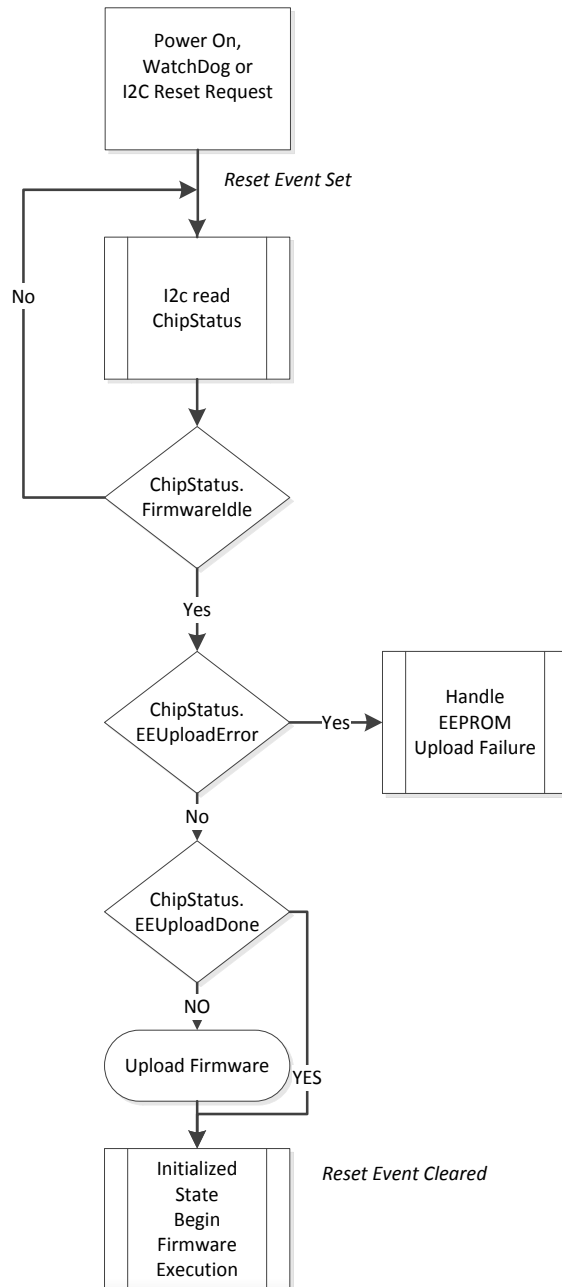 Power On,
WatchDog or
I2C Reset Request
Reset Event Set
No
I2c read
ChipStatus
ChipStatus.
FirmwareIdle
Yes
ChipStatus.
EEUploadError
Yes
Handle
EEPROM
Upload Failure
No
ChipStatus.
EEUploadDone
NO
Upload Firmware
YES
Initialized
State
Begin
Firmware
Execution
Reset Event Cleared